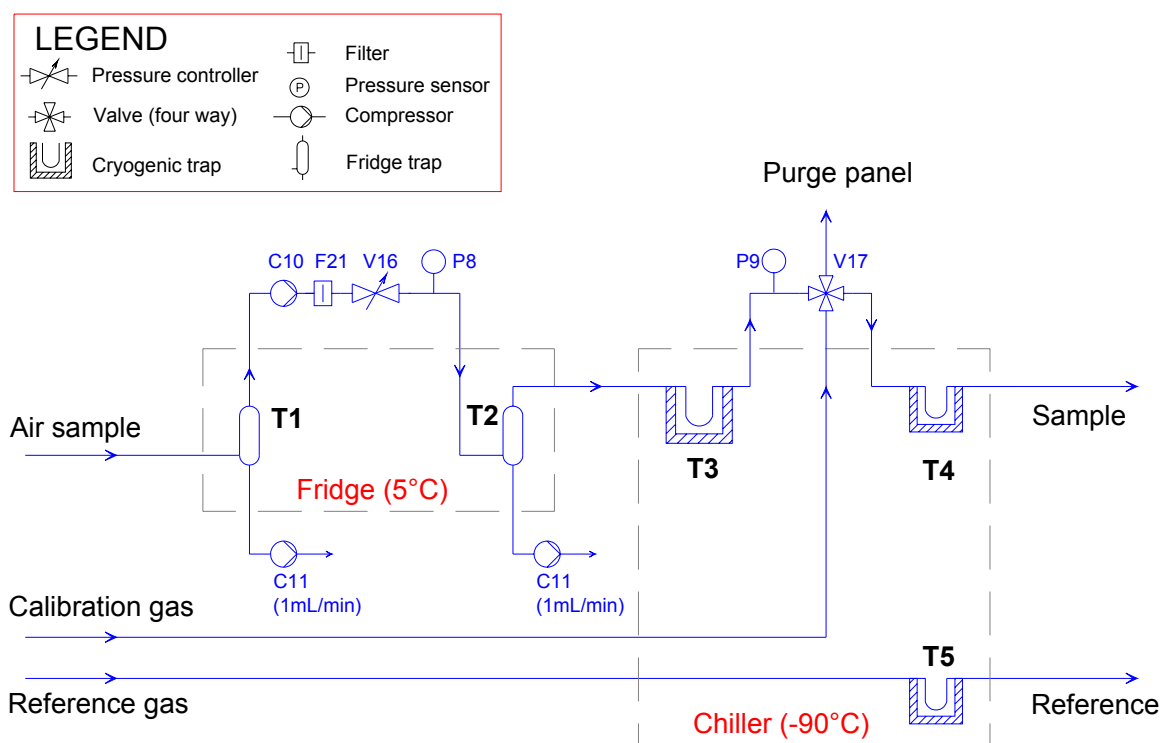 LEGEND
Pressure controller
Valve (four way)
Cryogenic trap
Filter
P
Pressure sensor
Compressor
Fridge trap
Purge panel
C10 F21 V16 P8
P9 V17
T1
T2
Air sample
Fridge (5°C)
T3
T4
Sample
C11
(1mL/min)
C11
(1mL/min)
Calibration gas
T5
Reference gas
Chiller (-90°C)
Reference